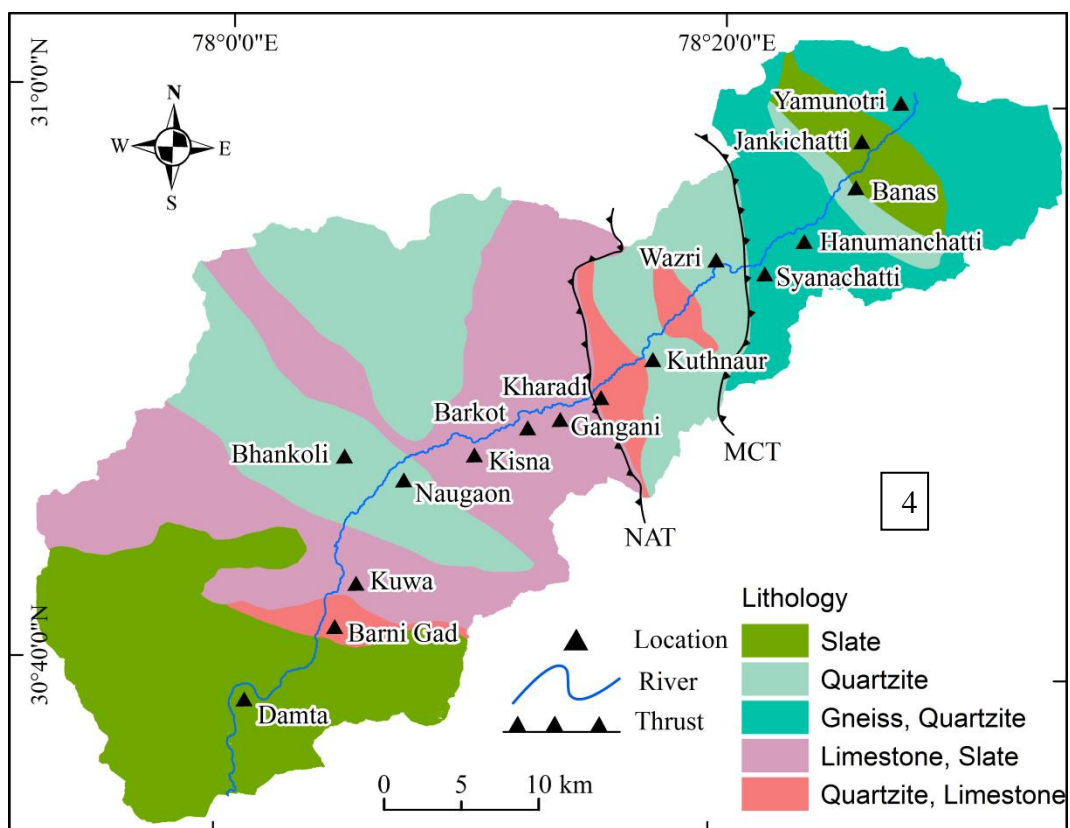 78°0'0"E
78°20'0"E
31°0'0"N
N
W
E
S
Yamunotri
Jankichatti
Banas
Hanumanchatti
Wazri
Syanachatti
Kuthnaur
Kharadi
Barkot
Gangani
MCT
Bhankoli
Kisna
Naugaon
4
NAT
Kuwa
Barni Gad
30°40'0"N
Damta
Location
River
Thrust
0 5 10 km
Lithology
Slate
Quartzite
Gneiss, Quartzite
Limestone, Slate
Quartzite, Limestone